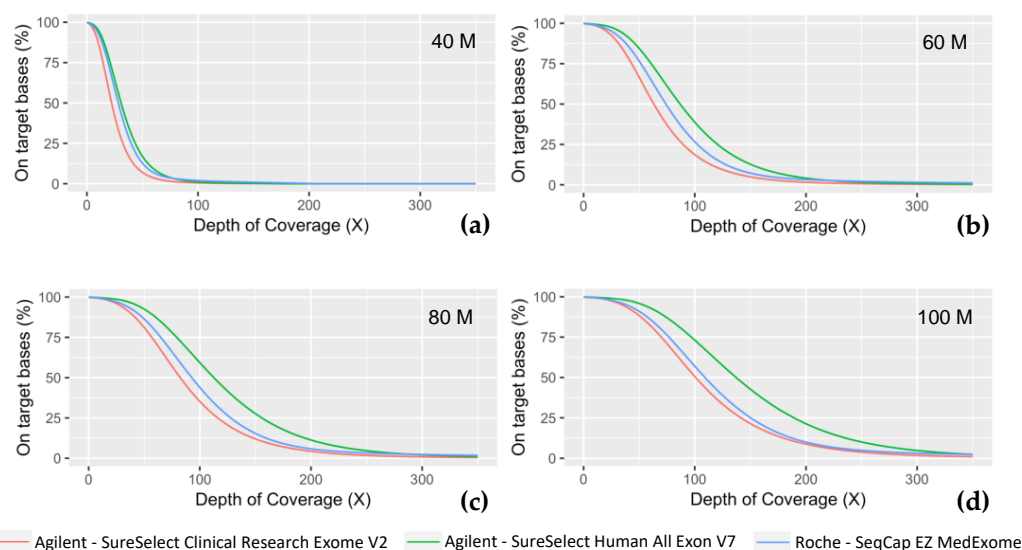 On target bases (%)
100
75
50
25
0
40 M
0 100 200 300
Depth of Coverage (X)
(a)
On target bases (%)
100
75
50
25
0
60 M
0 100 200 300
Depth of Coverage (X)
(b)
On target bases (%)
100
75
50
25
0
80 M
0 100 200 300
Depth of Coverage (X)
(c)
On target bases (%)
100
75
50
25
0
100 M
0 100 200 300
Depth of Coverage (X)
(d)
Agilent - SureSelect Clinical Research Exome V2 Agilent - SureSelect Human All Exon V7 Roche - SeqCap EZ MedExome